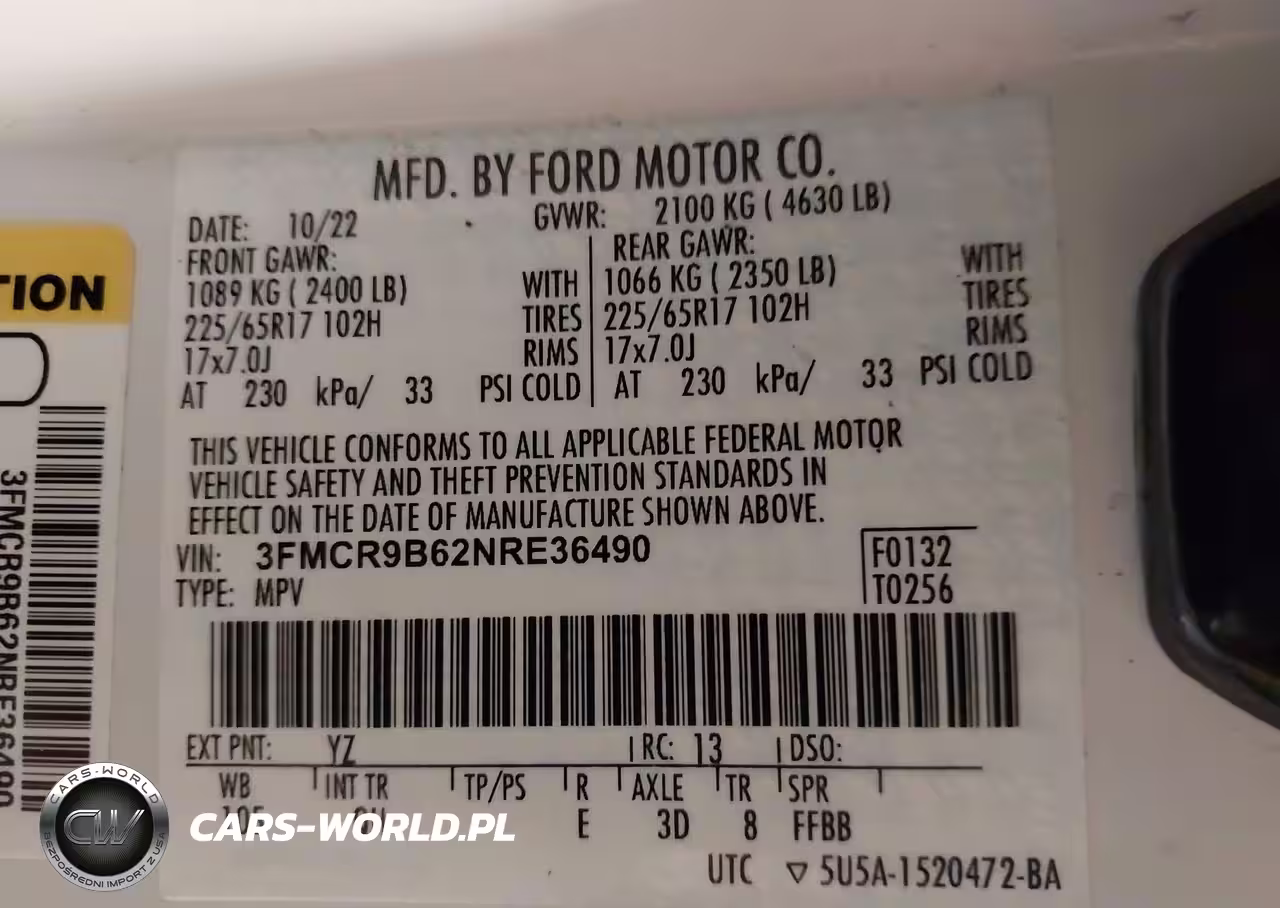 MFD. BY FORD MOTOR CO.
DATE: 10/22 GVWR: 2100 KG ( 4630 LB)
FRONT GAWR: REAR GAWR:
1089 KG ( 2400 LB) WITH 1066 KG ( 2350 LB) WITH
225/65R17 102H TIRES 225/65R17 102H TIRES
17x7.0J RIMS 17x7.0J RIMS
AT 230 kPa/ 33 PSI COLD AT 230 kPa/ 33 PSI COLD
THIS VEHICLE CONFORMS TO ALL APPLICABLE FEDERAL MOTOR
VEHICLE SAFETY AND THEFT PREVENTION STANDARDS IN
EFFECT ON THE DATE OF MANUFACTURE SHOWN ABOVE.
VIN: 3FMCR9B62NRE36490 F0132
TYPE: MPV T0256
EXT PNT: YZ RC: 13 DSO:
WB INT TR TP/PS R AXLE TR SPR
105 E 3D 8 FFBB
UTC ▽ 5U5A-1520472-BA
TION
3FMCR9B62NRE36490
CARS-WORLD
CW
BEZPOŚREDNI IMPORT Z USA
CARS-WORLD.PL